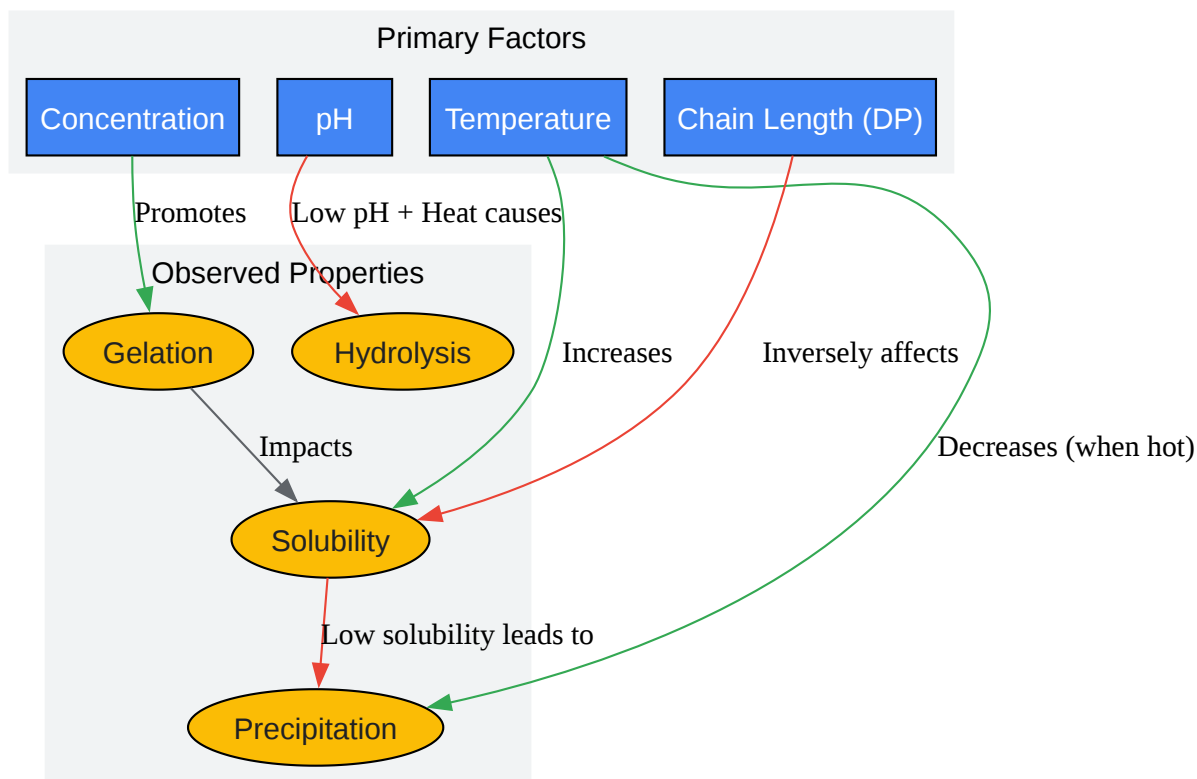 Primary Factors
Concentration
pH
Temperature
Chain Length (DP)
Promotes
Low pH + Heat causes
Observed Properties
Gelation
Hydrolysis
Increases
Inversely affects
Impacts
Decreases (when hot)
Solubility
Low solubility leads to
Precipitation